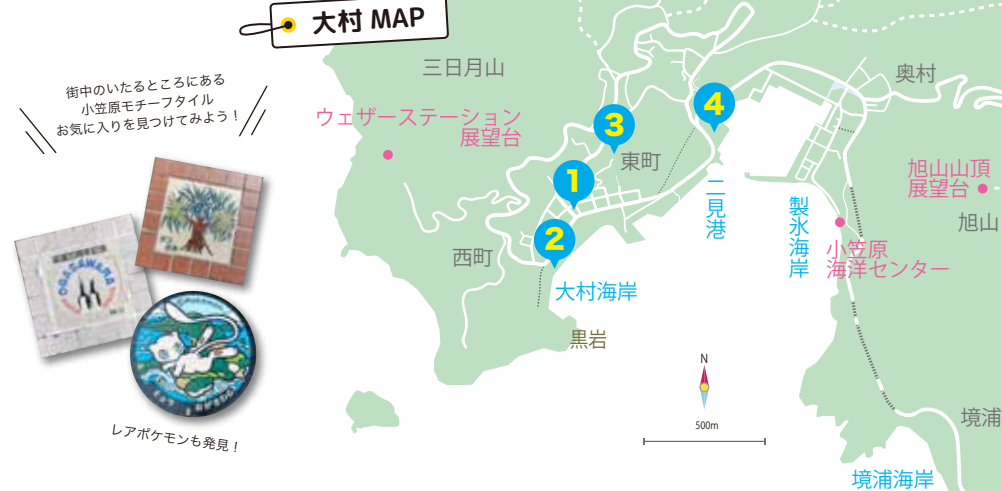 大村 MAP
街中のいたるところにある
小笠原モチーフタイル
お気に入りを見つけてみよう！
OGASAWARA
レアポケモンも発見！
三日月山
奥村
ウェザーステーション
展望台
4
3
東町
1
2
西町
二見港
製氷海岸
旭山山頂
展望台
旭山
小笠原
海洋センター
大村海岸
黒岩
N
500m
境浦
境浦海岸